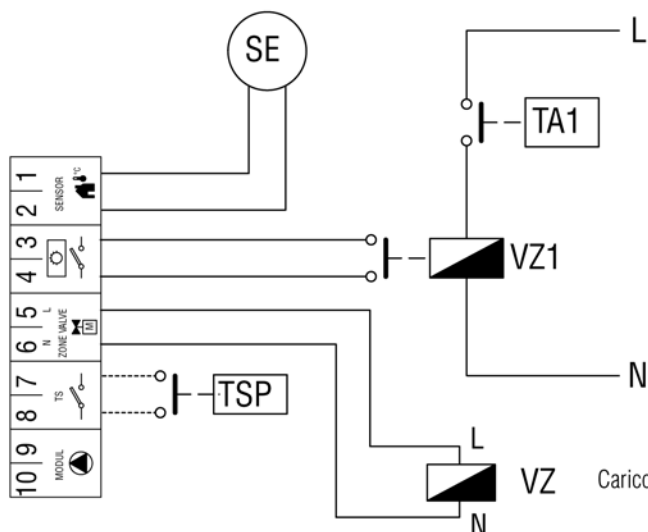 SE
L
TA1
1
2
SENSOR
°C
3
4
VZ1
5
L
6
N
ZONE VALVE
M
N
7
8
TS
TSP
9
10
MODUL
L
VZ
N
Carico